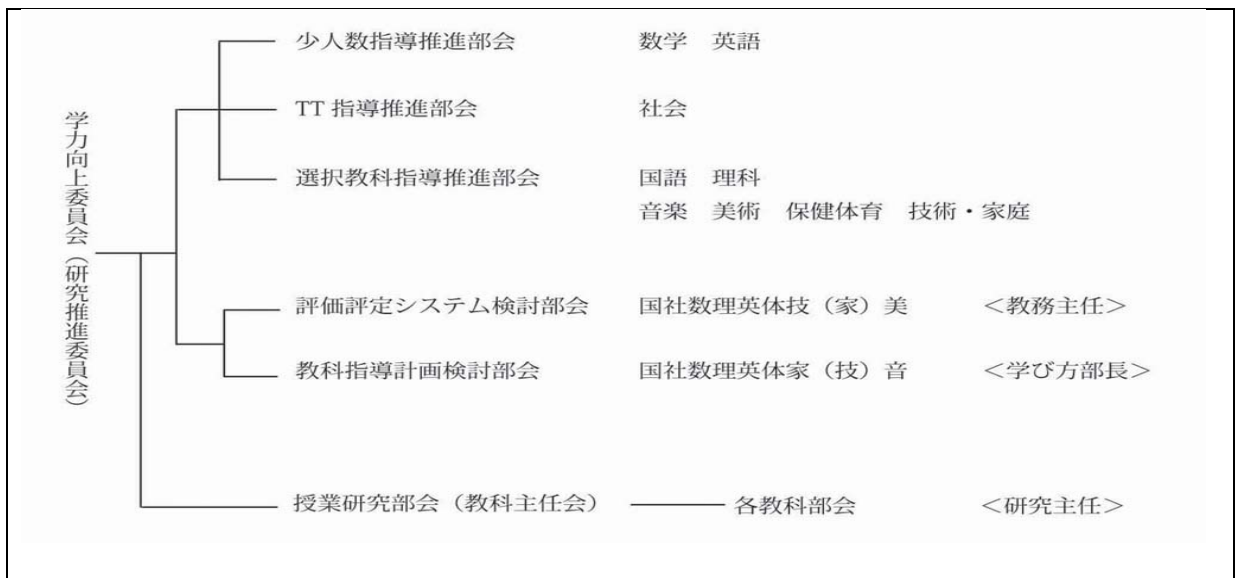 少人数指導推進部会　数学　英語
TT 指導推進部会　社会
選択教科指導推進部会　国語　理科
音楽　美術　保健体育　技術・家庭
学力向上委員会（研究推進委員会）
評価評定システム検討部会　国社数理英体技（家）美　＜教務主任＞
教科指導計画検討部会　国社数理英体家（技）音　＜学び方部長＞
授業研究部会（教科主任会）　各教科部会　＜研究主任＞